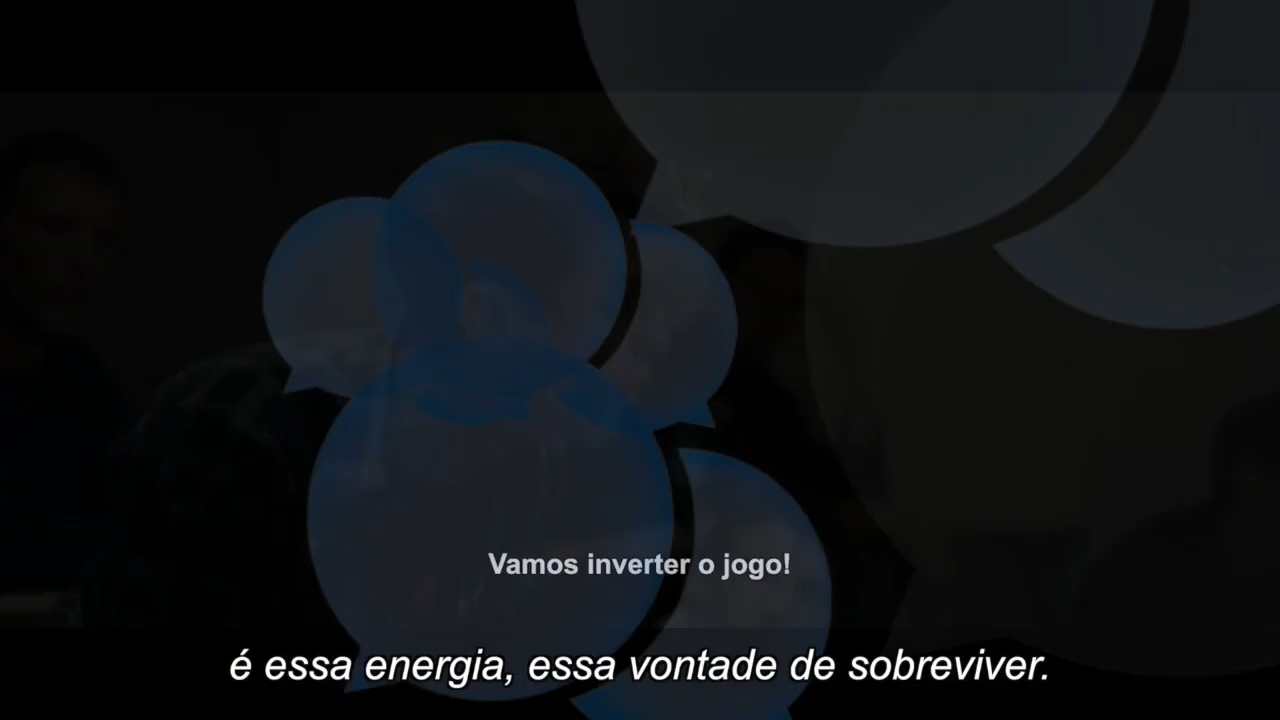 Vamos inverter o jogo!
é essa energia, essa vontade de sobreviver.